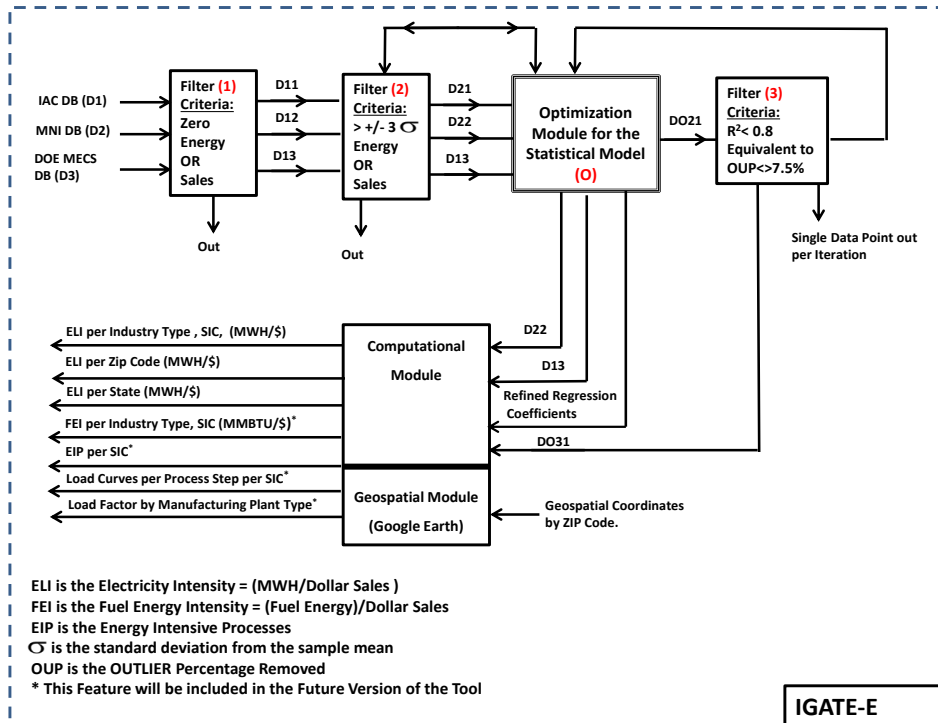 IAC DB (D1)
MNI DB (D2)
DOE MECS
DB (D3)
Filter (1)
Criteria:
Zero
Energy
OR
Sales
Out
D11
D12
D13
Filter (2)
Criteria:
> +/- 3 σ
Energy
OR
Sales
Out
D21
D22
D13
Optimization
Module for the
Statistical Model
(O)
DO21
Filter (3)
Criteria:
R²< 0.8
Equivalent to
OUP<>7.5%
Single Data Point out
per Iteration
ELI per Industry Type , SIC, (MWH/$)
ELI per Zip Code (MWH/$)
ELI per State (MWH/$)
FEI per Industry Type, SIC (MMBTU/$)*
EIP per SIC*
Load Curves per Process Step per SIC*
Load Factor by Manufacturing Plant Type*
Computational
Module
Geospatial Module
(Google Earth)
D22
D13
Refined Regression
Coefficients
DO31
Geospatial Coordinates
by ZIP Code.
ELI is the Electricity Intensity = (MWH/Dollar Sales )
FEI is the Fuel Energy Intensity = (Fuel Energy)/Dollar Sales
EIP is the Energy Intensive Processes
σ is the standard deviation from the sample mean
OUP is the OUTLIER Percentage Removed
* This Feature will be included in the Future Version of the Tool
IGATE-E